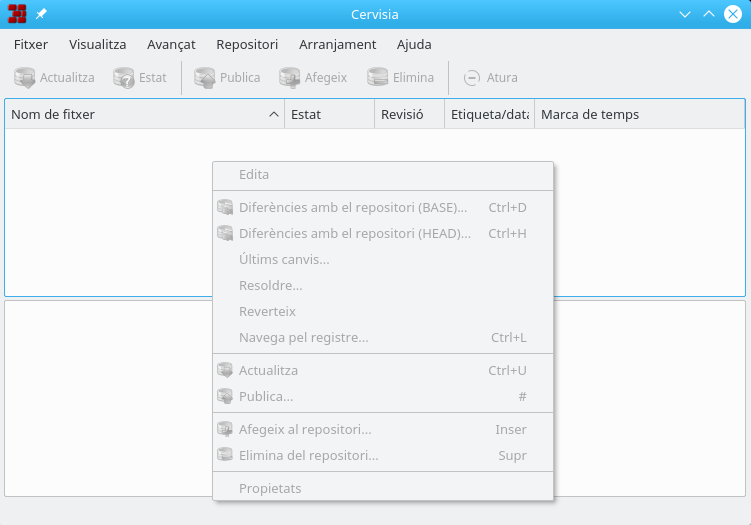 Cervisia
Fitxer Visualitza Avançat Repositori Arranjament Ajuda
Actualitza Estat Publica Afegeix Elimina Atura
Nom de fitxer Estat Revisió Etiqueta/data Marca de temps
Edita
Diferències amb el repositori (BASE)... Ctrl+D
Diferències amb el repositori (HEAD)... Ctrl+H
Últims canvis...
Resoldre...
Reverteix
Navega pel registre... Ctrl+L
Actualitza Ctrl+U
Publica... #
Afegeix al repositori... Inser
Elimina del repositori... Supr
Propietats